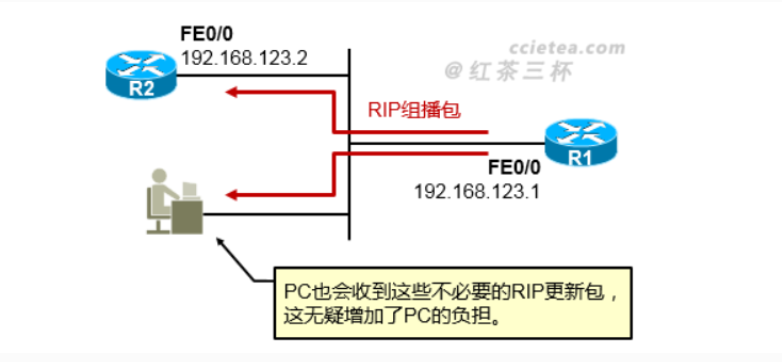 FE0/0
192.168.123.2
R2
ccietea.com
@红茶三杯
RIP组播包
R1
FE0/0
192.168.123.1
PC也会收到这些不必要的RIP更新包，
这无疑增加了PC的负担。